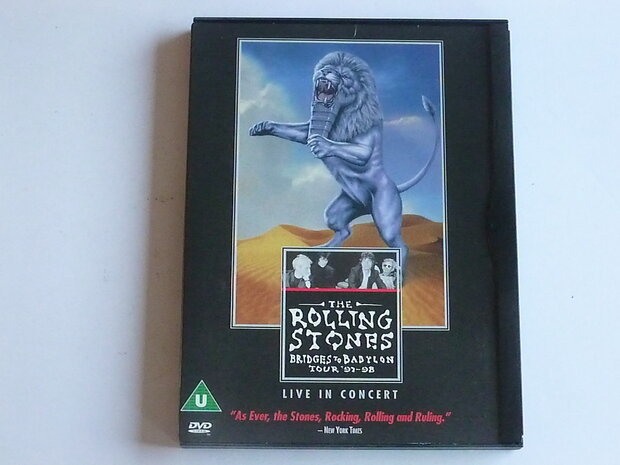 THE
ROLLING
STONES
BRIDGES TO BABYLON
TOUR '97-98
LIVE IN CONCERT
U
"As Ever, the Stones, Rocking, Rolling and Ruling."
— NEW YORK TIMES
DVD